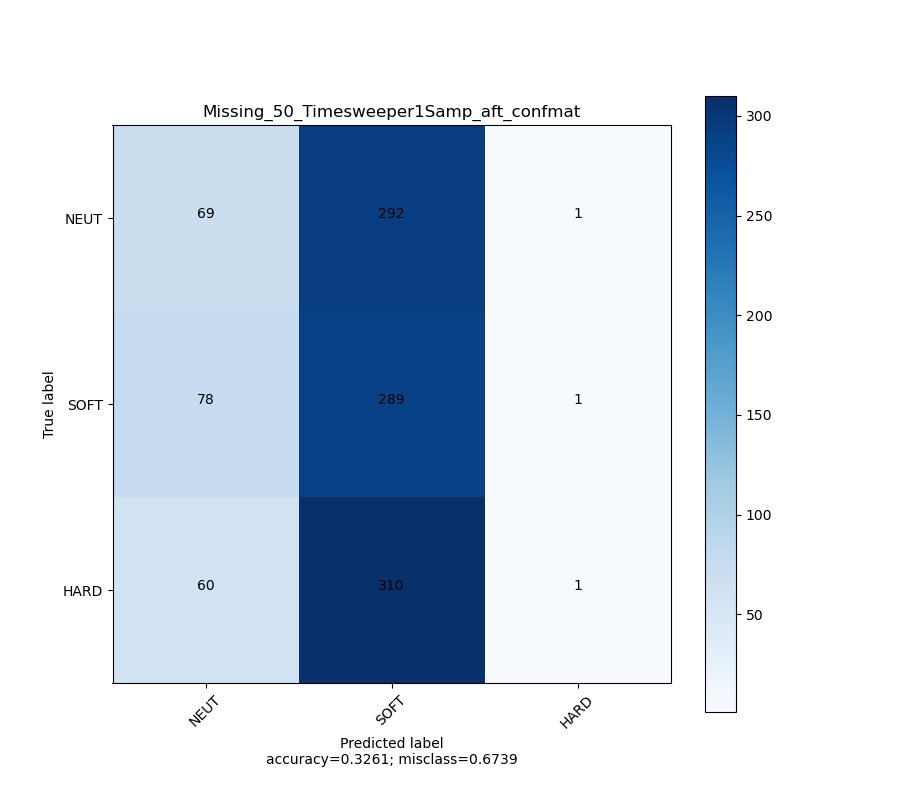 Missing_50_Timesweeper1Samp_aft_confmat
300
250
200
150
100
50
True label
NEUT
69
292
1
SOFT
78
289
1
HARD
60
310
1
NEUT
SOFT
HARD
Predicted label
accuracy=0.3261; misclass=0.6739